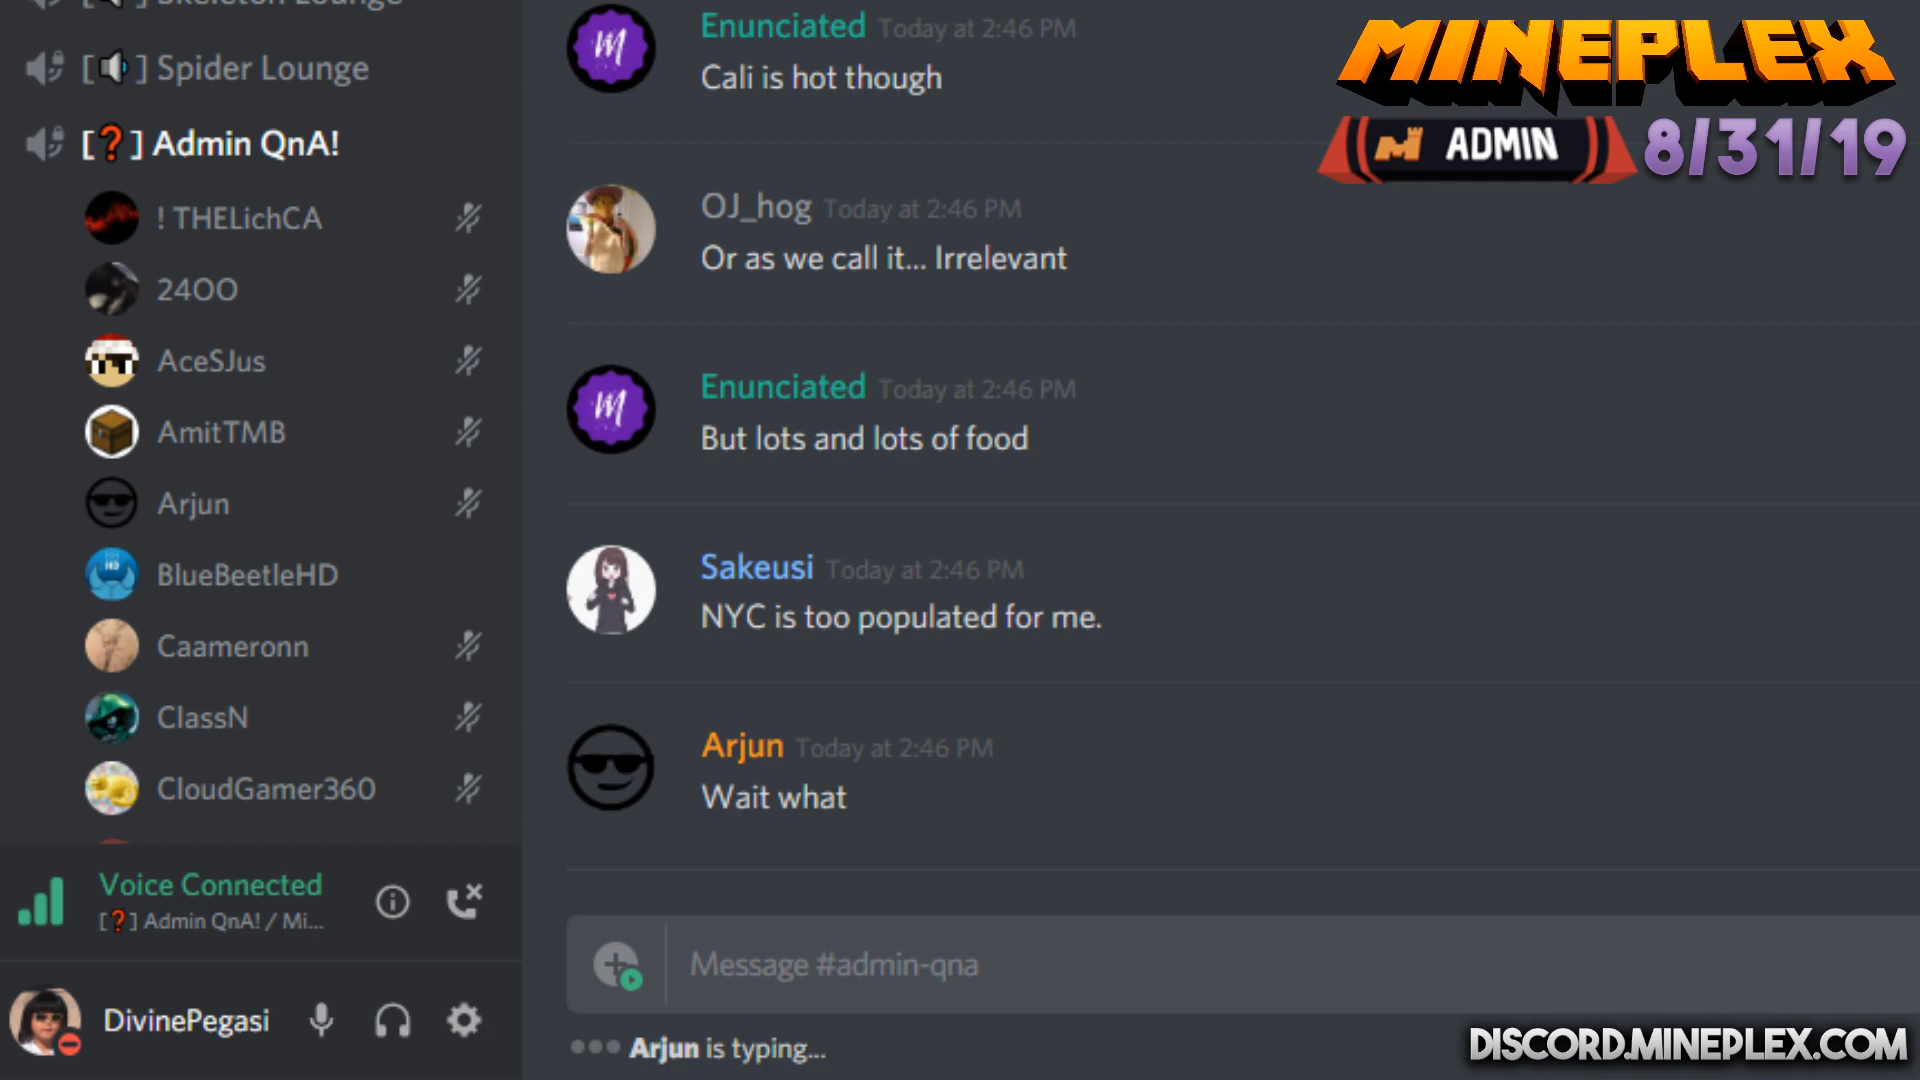 [🔈] Skeleton Lounge
[🔈] Spider Lounge
[❓] Admin QnA!
! THELichCA
24OO
AceSJus
AmitTMB
Arjun
BlueBeetleHD
Caameronn
ClassN
CloudGamer360
Voice Connected
[❓] Admin QnA! / Mi...
DivinePegasi
Enunciated Today at 2:46 PM
Cali is hot though
OJ_hog Today at 2:46 PM
Or as we call it... Irrelevant
Enunciated Today at 2:46 PM
But lots and lots of food
Sakeusi Today at 2:46 PM
NYC is too populated for me.
Arjun Today at 2:46 PM
Wait what
Message #admin-qna
Arjun is typing...
MINEPLEX
ADMIN 8/31/19
DISCORD.MINEPLEX.COM